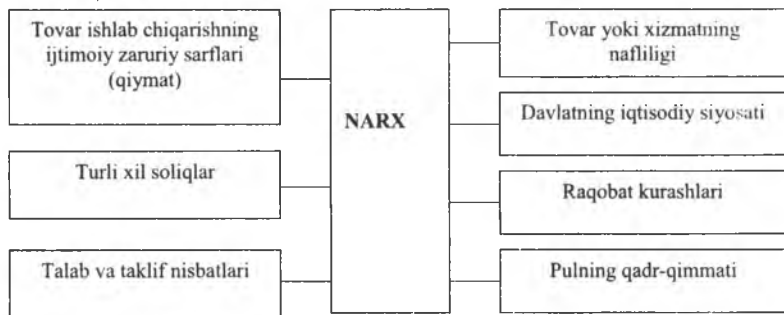 Tovar ishlab chiqarishning
ijtimoiy zaruriy sarflari
(qiymat)
Turli xil soliqlar
Talab va taklif nisbatlari
NARX
Tovar yoki xizmatning
nafliligi
Davlatning iqtisodiy siyosati
Raqobat kurashlari
Pulning qadr-qimmati